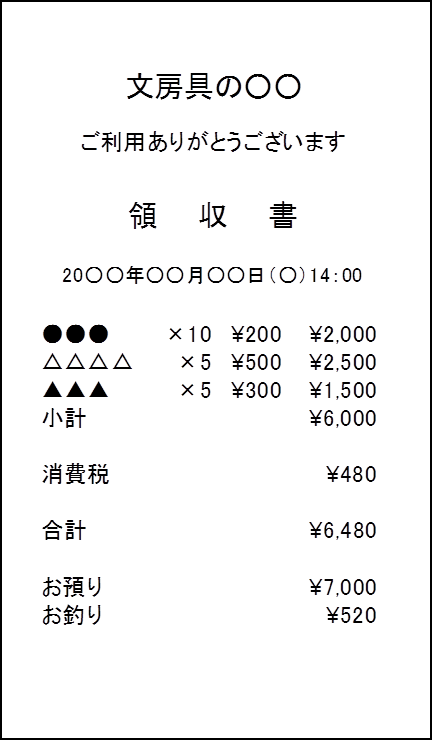 文房具の〇〇
ご利用ありがとうございます
領　収　書
20〇〇年〇〇月〇〇日（〇）14：00
●●● ×10 ¥200 ¥2,000
△△△△ ×5 ¥500 ¥2,500
▲▲▲ ×5 ¥300 ¥1,500
小計 ¥6,000
消費税 ¥480
合計 ¥6,480
お預り ¥7,000
お釣り ¥520